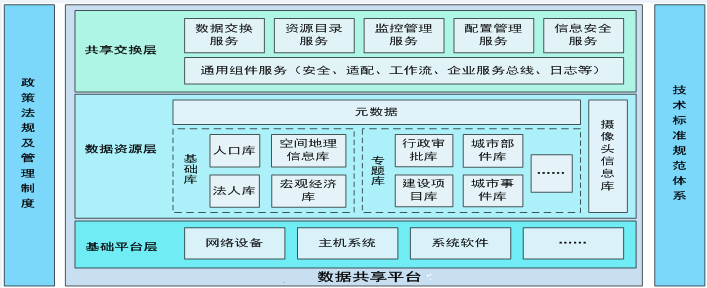 政策法规及管理制度
共享交换层
数据交换
服务
资源目录
服务
监控管理
服务
配置管理
服务
信息安全
服务
通用组件服务（安全、适配、工作流、企业服务总线、日志等）
数据资源层
元数据
基础库
人口库
空间地理
信息库
法人库
宏观经济
库
专题库
行政审
批库
城市部
件库
建设项
目库
城市事
件库
......
摄像头信息库
基础平台层
网络设备
主机系统
系统软件
......
数据共享平台
技术标准规范体系